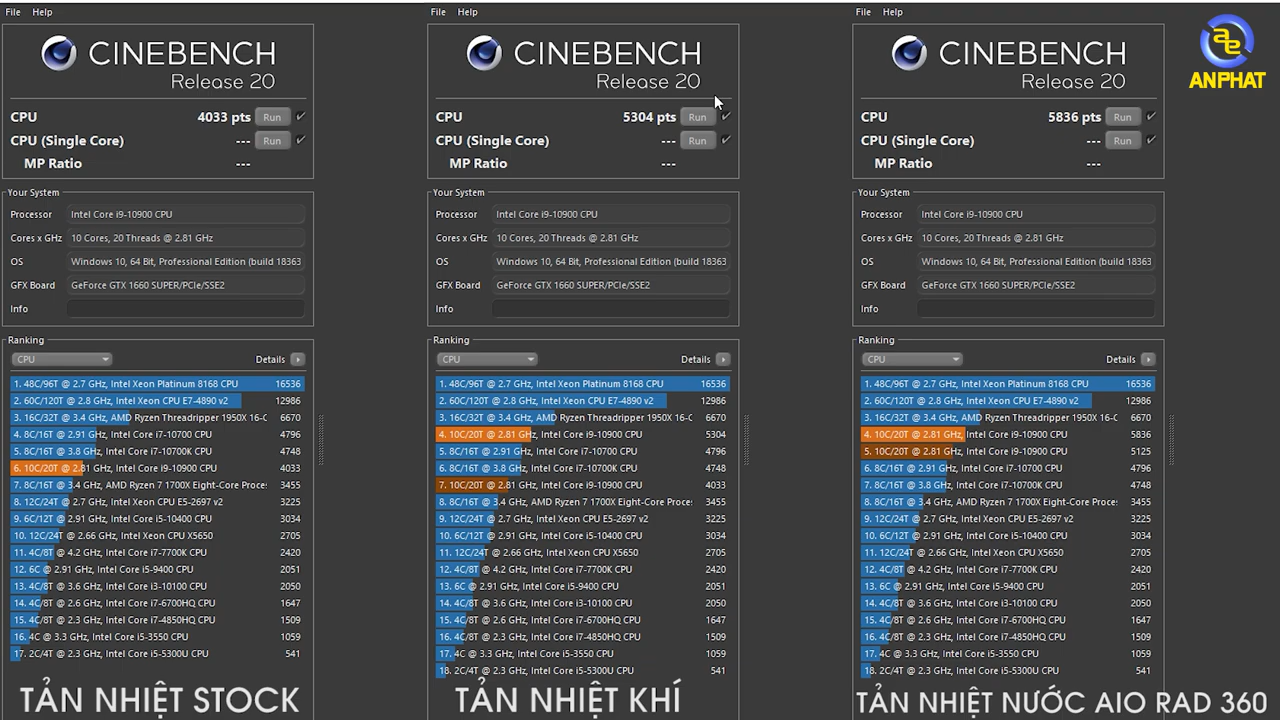 File Help
CINEBENCH
Release 20
CPU 4033 pts Run
CPU (Single Core) --- Run
MP Ratio ---
Your System
Processor Intel Core i9-10900 CPU
Cores x GHz 10 Cores, 20 Threads @ 2.81 GHz
OS Windows 10, 64 Bit, Professional Edition (build 18363
GFX Board GeForce GTX 1660 SUPER/PCIe/SSE2
Info
Ranking
CPU Details
1. 48C/96T @ 2.7 GHz, Intel Xeon Platinum 8168 CPU 16536
2. 60C/120T @ 2.8 GHz, Intel Xeon CPU E7-4890 v2 12986
3. 16C/32T @ 3.4 GHz, AMD Ryzen Threadripper 1950X 16-C 6670
4. 8C/16T @ 2.91 GHz, Intel Core i7-10700 CPU 4796
5. 8C/16T @ 3.8 GHz, Intel Core i7-10700K CPU 4748
6. 10C/20T @ 2.81 GHz, Intel Core i9-10900 CPU 4033
7. 8C/16T @ 3.4 GHz, AMD Ryzen 7 1700X Eight-Core Proce: 3455
8. 12C/24T @ 2.7 GHz, Intel Xeon CPU E5-2697 v2 3225
9. 6C/12T @ 2.91 GHz, Intel Core i5-10400 CPU 3034
10. 12C/24T @ 2.66 GHz, Intel Xeon CPU X5650 2705
11. 4C/8T @ 4.2 GHz, Intel Core i7-7700K CPU 2420
12. 6C @ 2.91 GHz, Intel Core i5-9400 CPU 2051
13. 4C/8T @ 3.6 GHz, Intel Core i3-10100 CPU 2050
14. 4C/8T @ 2.6 GHz, Intel Core i7-6700HQ CPU 1647
15. 4C/8T @ 2.3 GHz, Intel Core i7-4850HQ CPU 1509
16. 4C @ 3.3 GHz, Intel Core i5-3550 CPU 1059
17. 2C/4T @ 2.3 GHz, Intel Core i5-5300U CPU 541
TẢN NHIỆT STOCK
File Help
CINEBENCH
Release 20
CPU 5304 pts Run
CPU (Single Core) --- Run
MP Ratio ---
Your System
Processor Intel Core i9-10900 CPU
Cores x GHz 10 Cores, 20 Threads @ 2.81 GHz
OS Windows 10, 64 Bit, Professional Edition (build 18363
GFX Board GeForce GTX 1660 SUPER/PCIe/SSE2
Info
Ranking
CPU Details
1. 48C/96T @ 2.7 GHz, Intel Xeon Platinum 8168 CPU 16536
2. 60C/120T @ 2.8 GHz, Intel Xeon CPU E7-4890 v2 12986
3. 16C/32T @ 3.4 GHz, AMD Ryzen Threadripper 1950X 16-C 6670
4. 10C/20T @ 2.81 GHz, Intel Core i9-10900 CPU 5304
5. 8C/16T @ 2.91 GHz, Intel Core i7-10700 CPU 4796
6. 8C/16T @ 3.8 GHz, Intel Core i7-10700K CPU 4748
7. 10C/20T @ 2.81 GHz, Intel Core i9-10900 CPU 4033
8. 8C/16T @ 3.4 GHz, AMD Ryzen 7 1700X Eight-Core Proce: 3455
9. 12C/24T @ 2.7 GHz, Intel Xeon CPU E5-2697 v2 3225
10. 6C/12T @ 2.91 GHz, Intel Core i5-10400 CPU 3034
11. 12C/24T @ 2.66 GHz, Intel Xeon CPU X5650 2705
12. 4C/8T @ 4.2 GHz, Intel Core i7-7700K CPU 2420
13. 6C @ 2.91 GHz, Intel Core i5-9400 CPU 2051
14. 4C/8T @ 3.6 GHz, Intel Core i3-10100 CPU 2050
15. 4C/8T @ 2.6 GHz, Intel Core i7-6700HQ CPU 1647
16. 4C/8T @ 2.3 GHz, Intel Core i7-4850HQ CPU 1509
17. 4C @ 3.3 GHz, Intel Core i5-3550 CPU 1059
18. 2C/4T @ 2.3 GHz, Intel Core i5-5300U CPU 541
TẢN NHIỆT KHÍ
File Help
CINEBENCH
Release 20
CPU 5836 pts Run
CPU (Single Core) --- Run
MP Ratio ---
Your System
Processor Intel Core i9-10900 CPU
Cores x GHz 10 Cores, 20 Threads @ 2.81 GHz
OS Windows 10, 64 Bit, Professional Edition (build 18363
GFX Board GeForce GTX 1660 SUPER/PCIe/SSE2
Info
Ranking
CPU Details
1. 48C/96T @ 2.7 GHz, Intel Xeon Platinum 8168 CPU 16536
2. 60C/120T @ 2.8 GHz, Intel Xeon CPU E7-4890 v2 12986
3. 16C/32T @ 3.4 GHz, AMD Ryzen Threadripper 1950X 16-C 6670
4. 10C/20T @ 2.81 GHz, Intel Core i9-10900 CPU 5836
5. 10C/20T @ 2.81 GHz, Intel Core i9-10900 CPU 5125
6. 8C/16T @ 2.91 GHz, Intel Core i7-10700 CPU 4796
7. 8C/16T @ 3.8 GHz, Intel Core i7-10700K CPU 4748
8. 8C/16T @ 3.4 GHz, AMD Ryzen 7 1700X Eight-Core Proce: 3455
9. 12C/24T @ 2.7 GHz, Intel Xeon CPU E5-2697 v2 3225
10. 6C/12T @ 2.91 GHz, Intel Core i5-10400 CPU 3034
11. 12C/24T @ 2.66 GHz, Intel Xeon CPU X5650 2705
12. 4C/8T @ 4.2 GHz, Intel Core i7-7700K CPU 2420
13. 6C @ 2.91 GHz, Intel Core i5-9400 CPU 2051
14. 4C/8T @ 3.6 GHz, Intel Core i3-10100 CPU 2050
15. 4C/8T @ 2.6 GHz, Intel Core i7-6700HQ CPU 1647
16. 4C/8T @ 2.3 GHz, Intel Core i7-4850HQ CPU 1509
17. 4C @ 3.3 GHz, Intel Core i5-3550 CPU 1059
18. 2C/4T @ 2.3 GHz, Intel Core i5-5300U CPU 541
TẢN NHIỆT NƯỚC AIO RAD 360
ae
ANPHAT